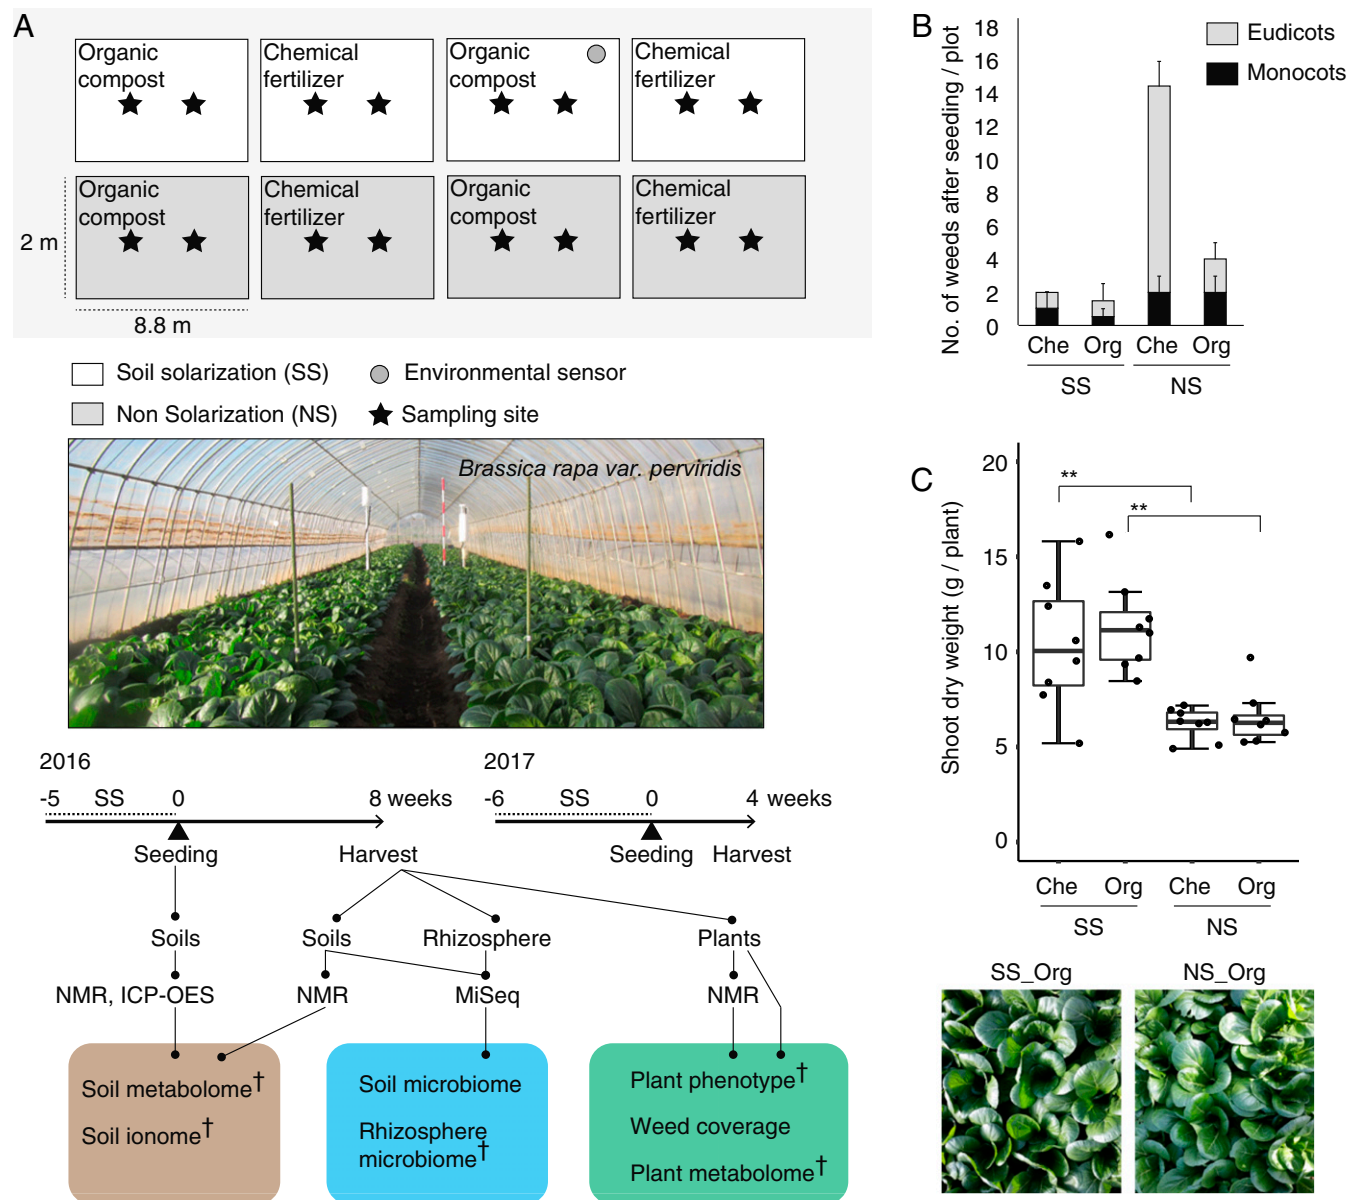 A
Organic
compost
Chemical
fertilizer
Organic
compost
Chemical
fertilizer
Organic
compost
Chemical
fertilizer
Organic
compost
Chemical
fertilizer
2 m
8.8 m
Soil solarization (SS)
Environmental sensor
Non Solarization (NS)
Sampling site
Brassica rapa var. perviridis
2016
2017
-5 SS 0 8 weeks
-6 SS 0 4 weeks
Seeding Harvest
Seeding Harvest
Soils Soils Rhizosphere Plants
NMR, ICP-OES NMR MiSeq NMR
Soil metabolome†
Soil ionome†
Soil microbiome
Rhizosphere
microbiome†
Plant phenotype†
Weed coverage
Plant metabolome†
B
No. of weeds after seeding / plot
18
16
14
12
10
8
6
4
2
0
Eudicots
Monocots
Che Org Che Org
SS NS
C
Shoot dry weight (g / plant)
20
15
10
5
0
**
**
Che Org Che Org
SS NS
SS_Org NS_Org